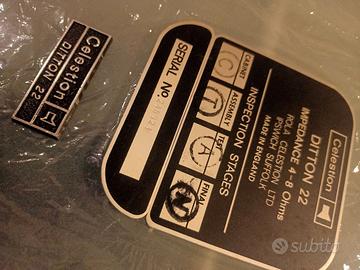 Celestion
DITTON 22
Celestion
DITTON 22
IMPEDANCE 4-8 Ohms
ROLA CELESTION LTD
IPSWICH SUFFOLK
MADE IN ENGLAND
INSPECTION STAGES
CABINET
ASSEMBLY
TEST
FINAL
SERIAL No
subito